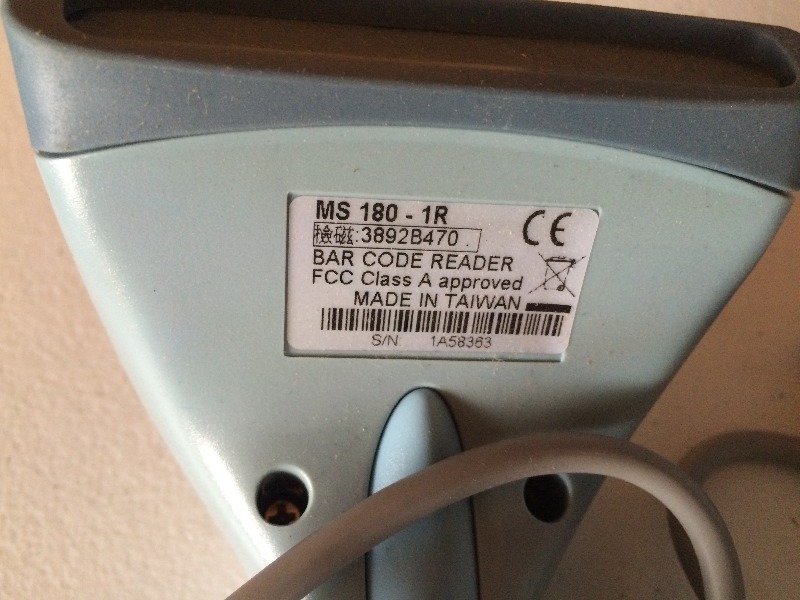 MS 180 - 1R
CE
檢磁:3892B470.
BAR CODE READER
FCC Class A approved
MADE IN TAIWAN
S/N: 1A58363